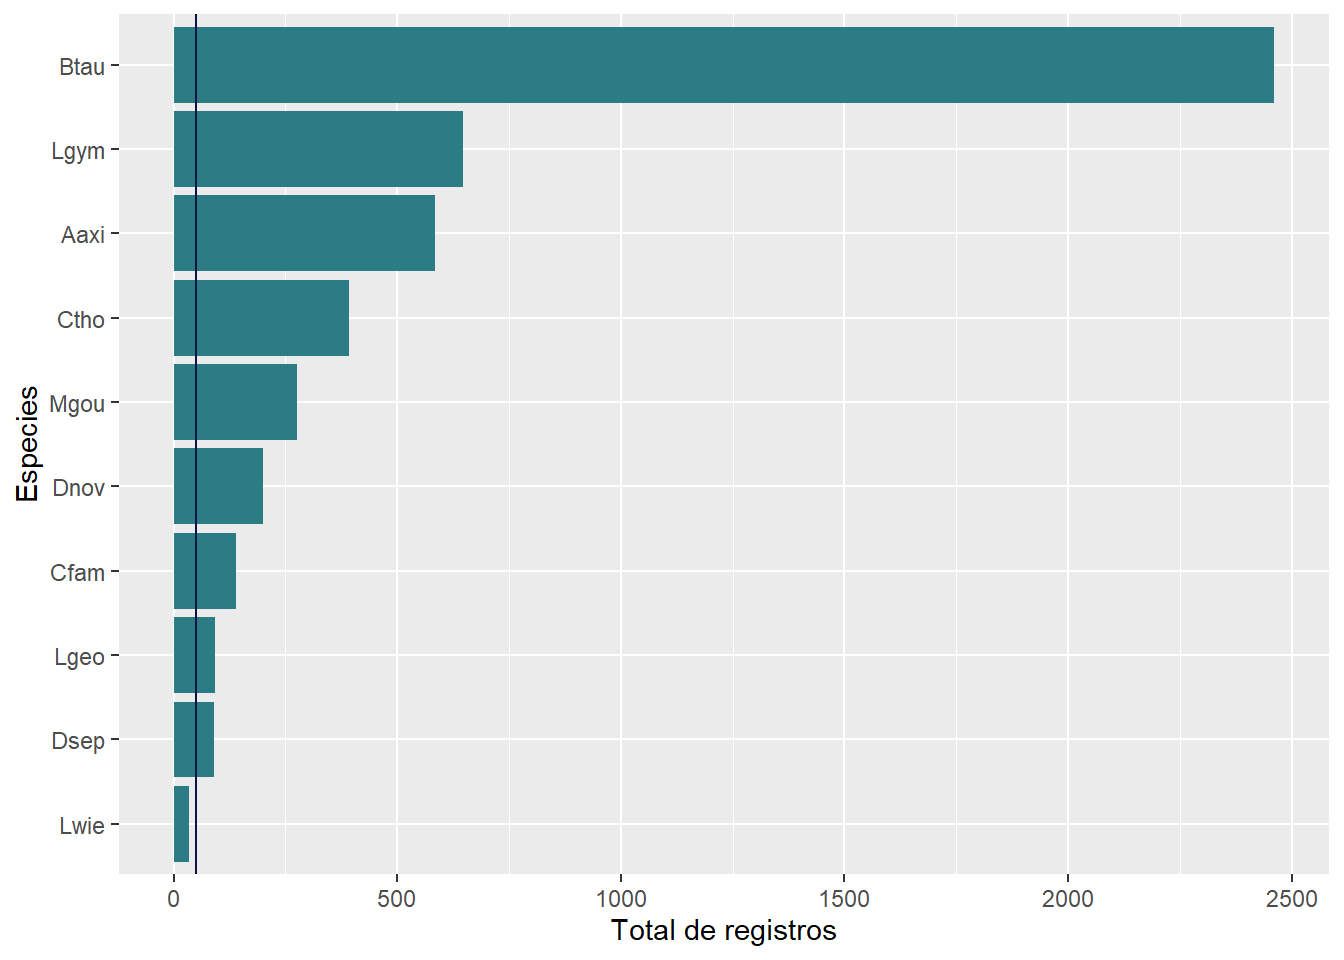 Btau
Lgym
Aaxi
Ctho
Mgou
Dnov
Cfam
Lgeo
Dsep
Lwie
Especies
0 500 1000 1500 2000 2500
Total de registros